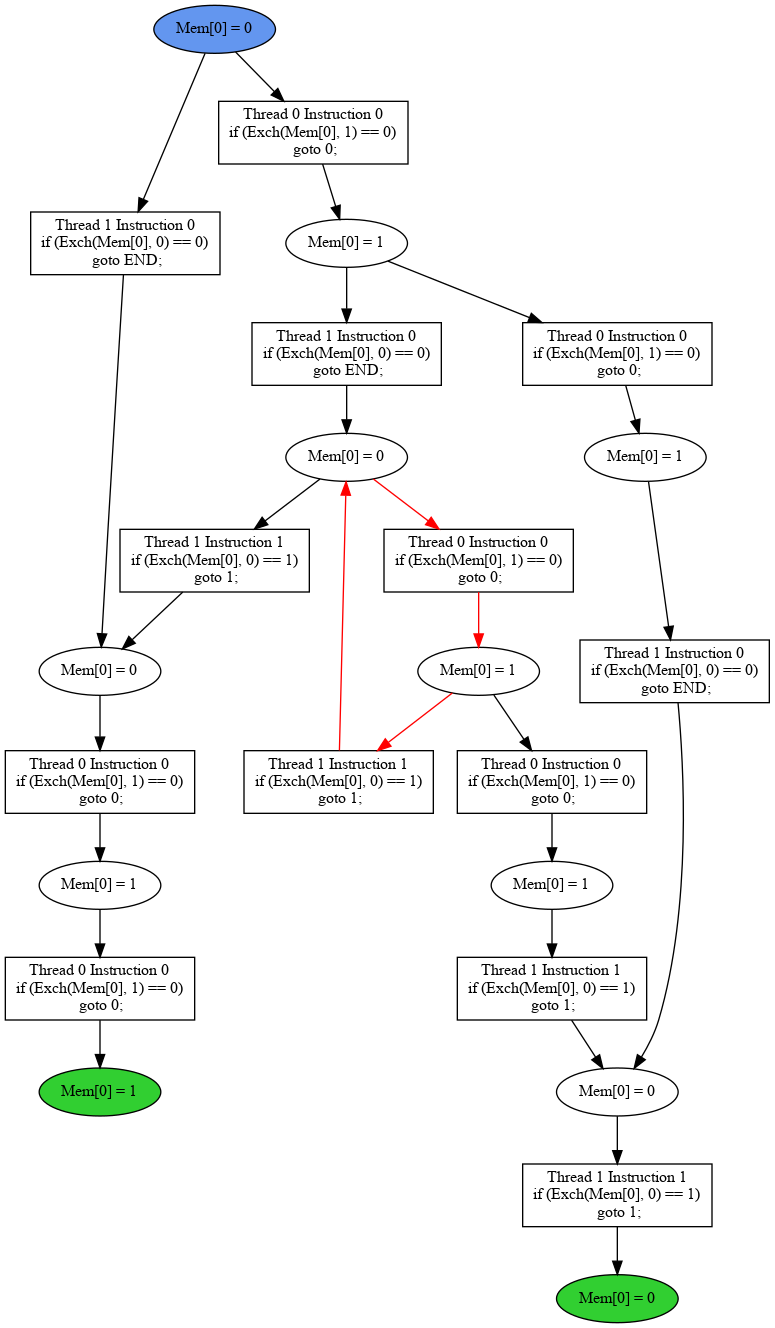 Mem[0] = 0
Thread 0 Instruction 0
if (Exch(Mem[0], 1) == 0)
goto 0;
Thread 1 Instruction 0
if (Exch(Mem[0], 0) == 0)
goto END;
Mem[0] = 1
Thread 1 Instruction 0
if (Exch(Mem[0], 0) == 0)
goto END;
Thread 0 Instruction 0
if (Exch(Mem[0], 1) == 0)
goto 0;
Mem[0] = 0
Mem[0] = 1
Thread 1 Instruction 1
if (Exch(Mem[0], 0) == 1)
goto 1;
Thread 0 Instruction 0
if (Exch(Mem[0], 1) == 0)
goto 0;
Mem[0] = 0
Mem[0] = 1
Thread 1 Instruction 0
if (Exch(Mem[0], 0) == 0)
goto END;
Thread 0 Instruction 0
if (Exch(Mem[0], 1) == 0)
goto 0;
Thread 1 Instruction 1
if (Exch(Mem[0], 0) == 1)
goto 1;
Thread 0 Instruction 0
if (Exch(Mem[0], 1) == 0)
goto 0;
Mem[0] = 1
Mem[0] = 1
Thread 0 Instruction 0
if (Exch(Mem[0], 1) == 0)
goto 0;
Thread 1 Instruction 1
if (Exch(Mem[0], 0) == 1)
goto 1;
Mem[0] = 1
Mem[0] = 0
Thread 1 Instruction 1
if (Exch(Mem[0], 0) == 1)
goto 1;
Mem[0] = 0